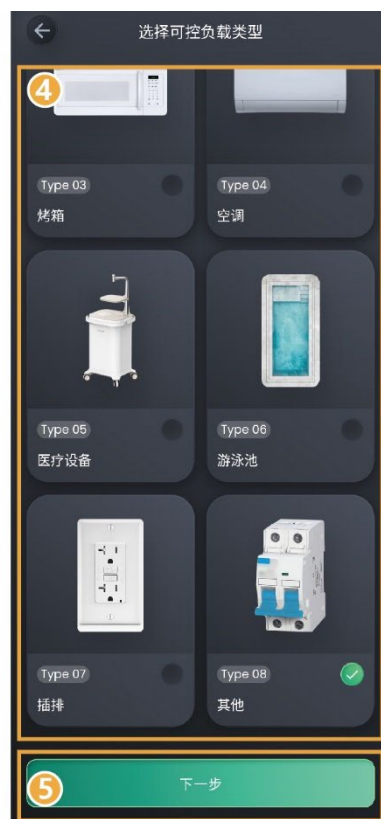 选择可控负载类型
4
Type 03
Type 04
烤箱
空调
Type 05
Type 06
医疗设备
游泳池
Type 07
Type 08
插排
其他
5
下一步